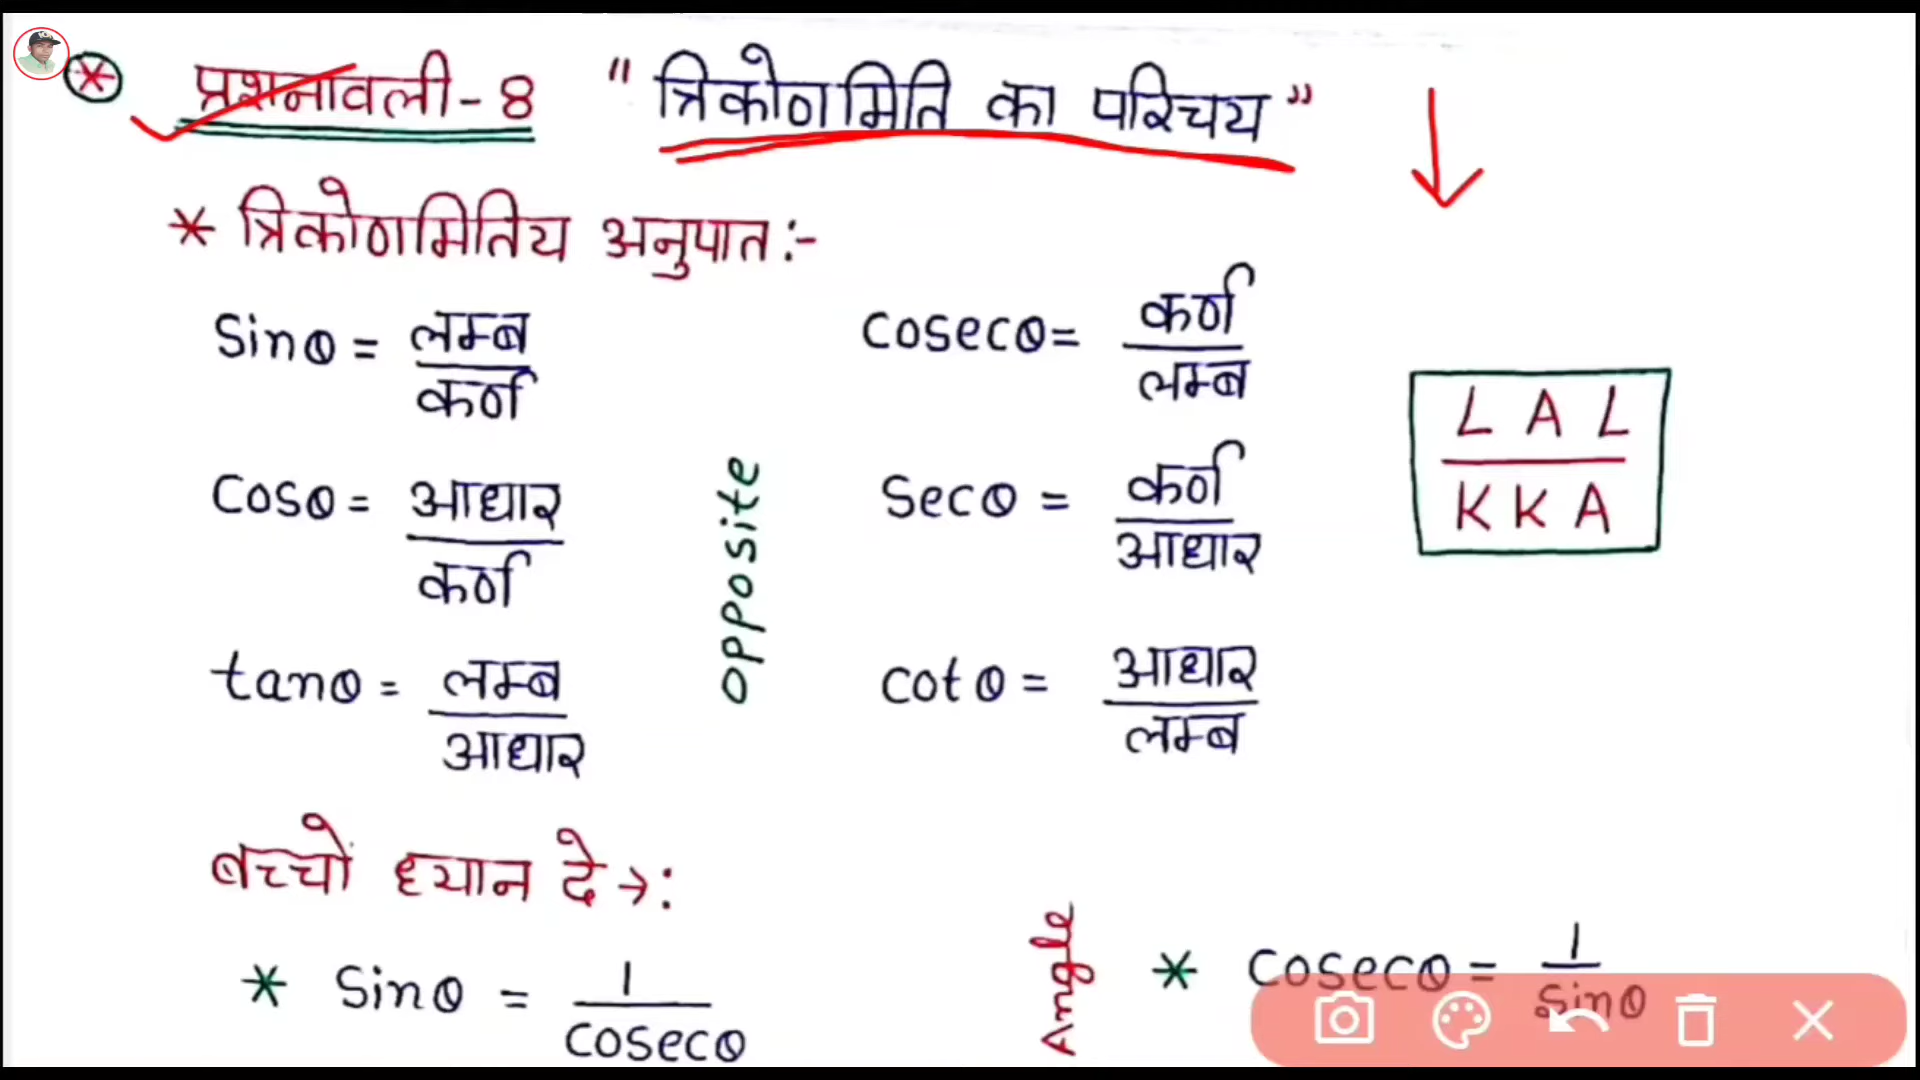 * प्रश्नावली-8 "त्रिकोणमिति का परिचय"
* त्रिकोणमितिय अनुपात:-
Sinθ = लम्ब/कर्ण
Cosecθ = कर्ण/लम्ब
L A L
K K A
Cosθ = आधार/कर्ण
Secθ = कर्ण/आधार
opposite
tanθ = लम्ब/आधार
Cotθ = आधार/लम्ब
बच्चों ध्यान दे →:
* Sinθ = 1/Cosecθ
Angle
* Cosecθ = 1/Sinθ